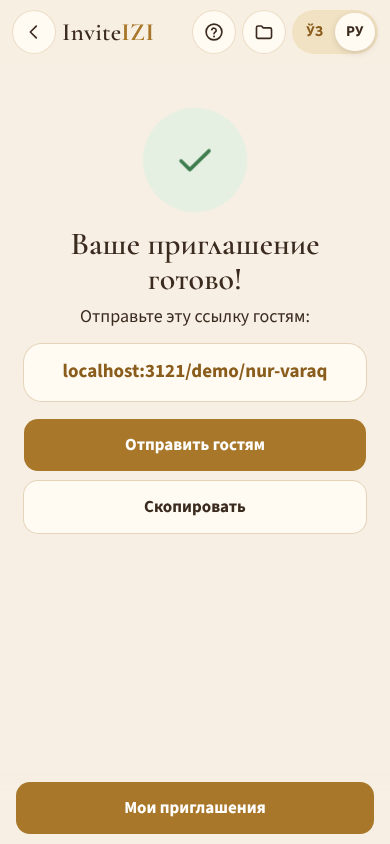 InviteIZI
ЎЗ
РУ
Ваше приглашение
готово!
Отправьте эту ссылку гостям:
localhost:3121/demo/nur-varaq
Отправить гостям
Скопировать
Мои приглашения